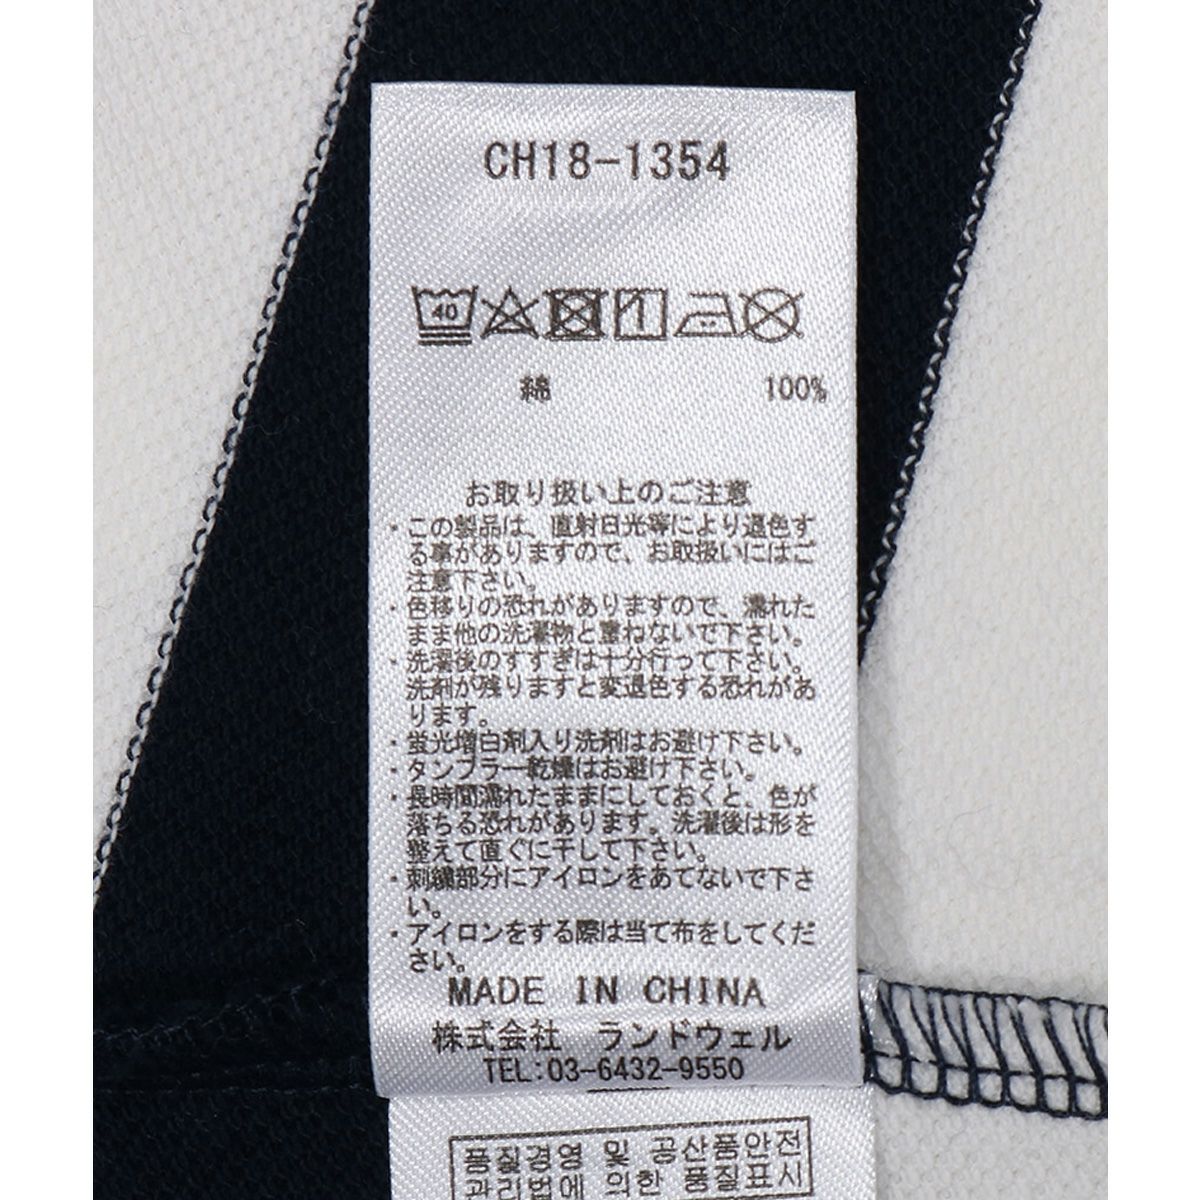 CH18-1354
40
綿 100%
お取り扱い上のご注意
・この製品は、直射日光等により退色す
る事がありますので、お取扱いにはご
注意下さい。
・色移りの恐れがありますので、濡れた
まま他の洗濯物と重ねないで下さい。
・洗濯後のすすぎは十分行って下さい。
洗剤が残りますと変退色する恐れがあ
ります。
・蛍光増白剤入り洗剤はお避け下さい。
・タンブラー乾燥はお避け下さい。
・長時間濡れたままにしておくと、色が
落ちる恐れがあります。洗濯後は形を
整えて直ぐに干して下さい。
・刺繍部分にアイロンをあてないで下さ
い。
・アイロンをする際は当て布をしてくだ
さい。
MADE IN CHINA
株式会社 ランドウェル
TEL:03-6432-9550
품질경영 및 공산품안전
관리법에 의한 품질표시